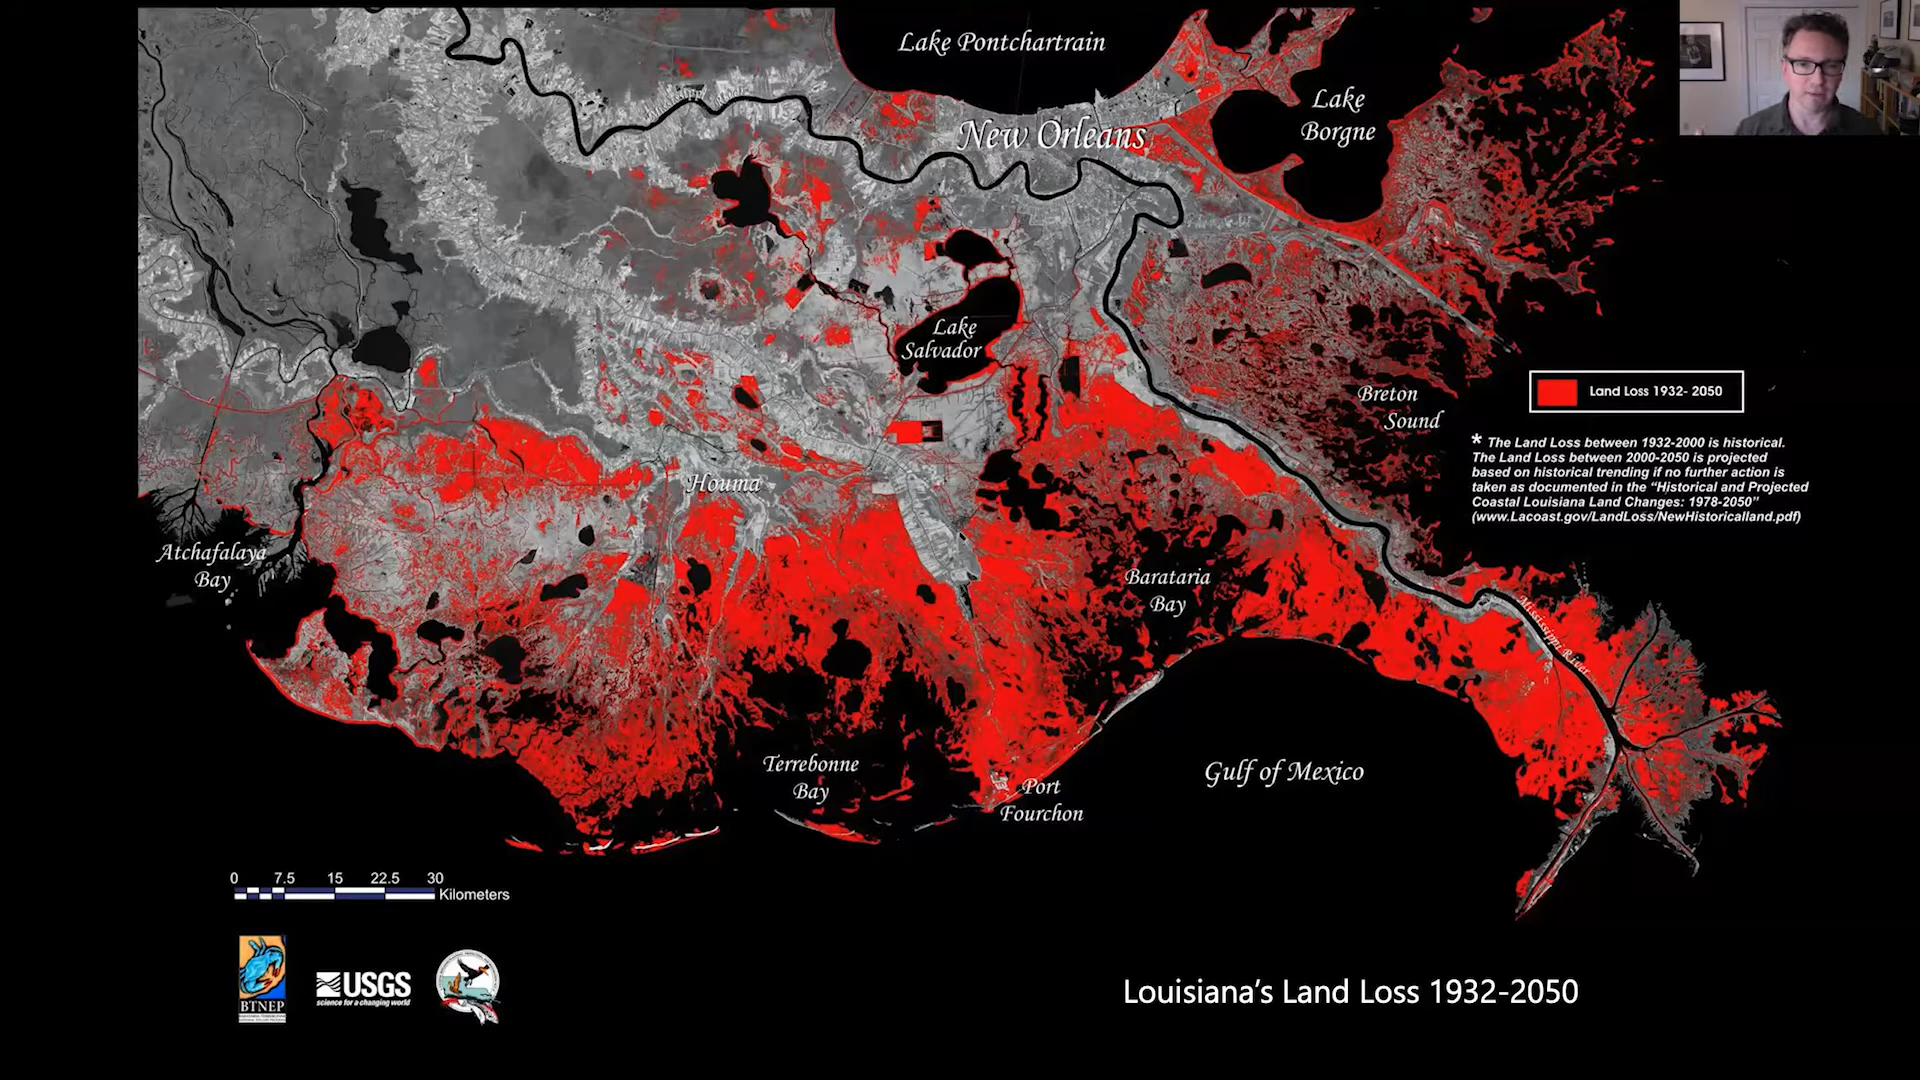 Lake Pontchartrain
Lake
Borgne
Mississippi River
New Orleans
Lake
Salvador
Breton
Sound
Land Loss 1932- 2050
* The Land Loss between 1932-2000 is historical.
The Land Loss between 2000-2050 is projected
based on historical trending if no further action is
taken as documented in the "Historical and Projected
Coastal Louisiana Land Changes: 1978-2050"
(www.Lacoast.gov/LandLoss/NewHistoricalland.pdf)
Houma
Atchafalaya
Bay
Barataria
Bay
Mississippi River
Terrebonne
Bay
Port
Fourchon
Gulf of Mexico
0 7.5 15 22.5 30
Kilometers
BTNEP
USGS
science for a changing world
Louisiana's Land Loss 1932-2050